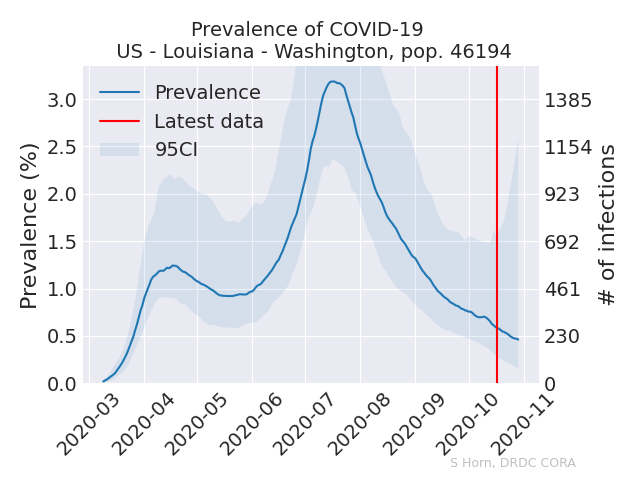 Prevalence of COVID-19
US - Louisiana - Washington, pop. 46194
Prevalence
Latest data
95CI
Prevalence (%)
3.0
2.5
2.0
1.5
1.0
0.5
0.0
1385
1154
923
692
461
230
0
# of infections
2020-03
2020-04
2020-05
2020-06
2020-07
2020-08
2020-09
2020-10
2020-11
S Horn, DRDC CORA